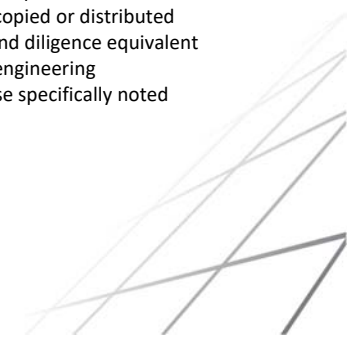 copied or distributed
nd diligence equivalent
engineering
se specifically noted